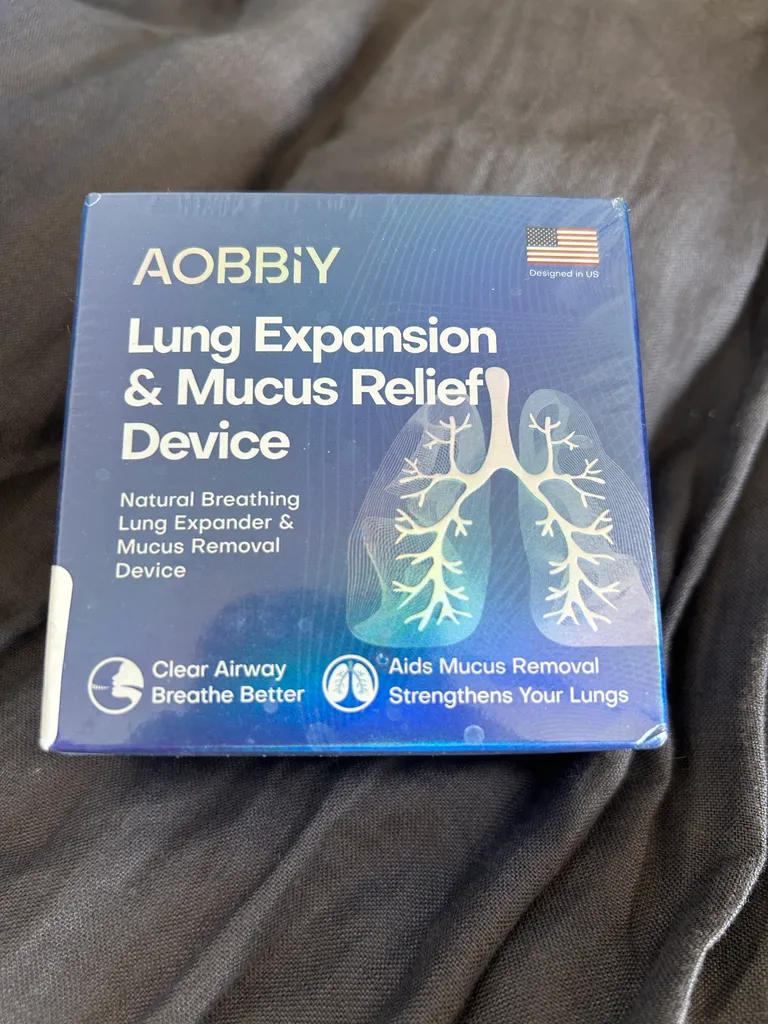 AOBBiY
Designed in US
Lung Expansion
& Mucus Relief
Device
Natural Breathing
Lung Expander &
Mucus Removal
Device
Clear Airway
Breathe Better
Aids Mucus Removal
Strengthens Your Lungs